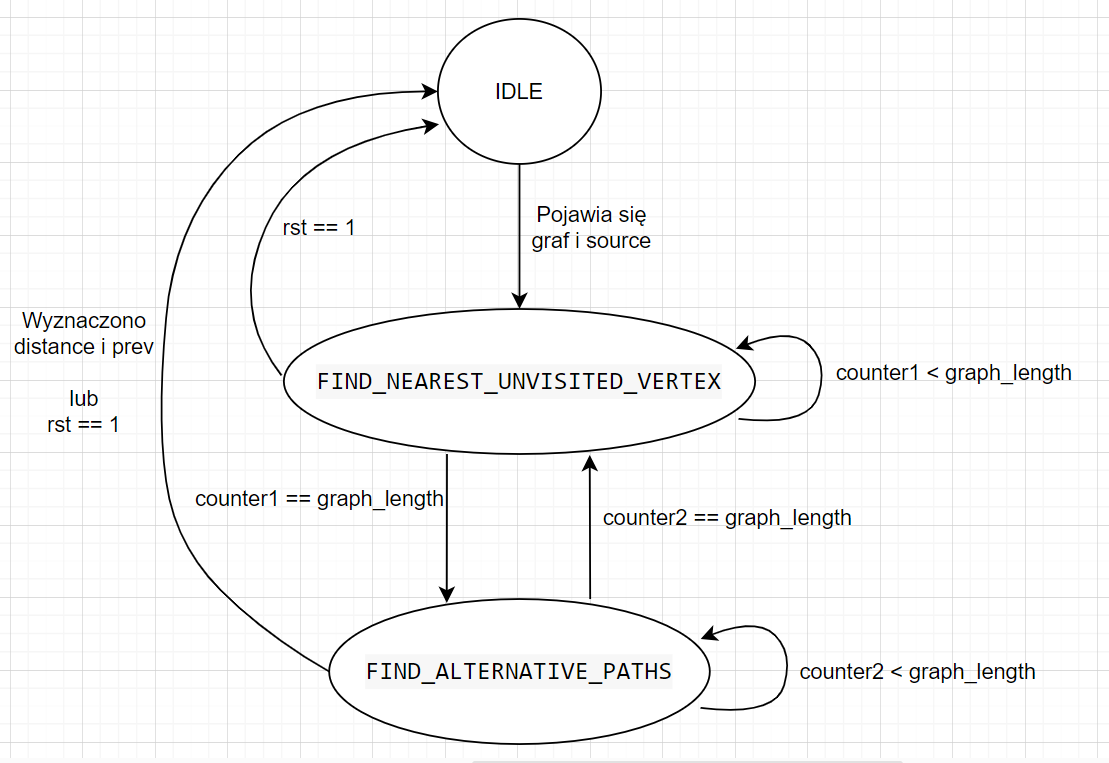 IDLE
Pojawia się
graf i source
rst == 1
Wyznaczono
distance i prev
lub
rst == 1
FIND_NEAREST_UNVISITED_VERTEX
counter1 < graph_length
counter1 == graph_length
counter2 == graph_length
FIND_ALTERNATIVE_PATHS
counter2 < graph_length